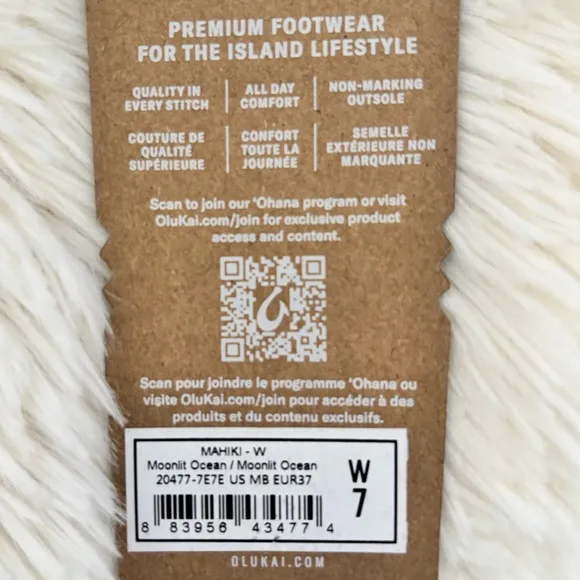 PREMIUM FOOTWEAR
FOR THE ISLAND LIFESTYLE
QUALITY IN
EVERY STITCH
ALL DAY
COMFORT
NON-MARKING
OUTSOLE
COUTURE DE
QUALITÉ
SUPÉRIEURE
CONFORT
TOUTE LA
JOURNÉE
SEMELLE
EXTÉRIEURE NON
MARQUANTE
Scan to join our 'Ohana program or visit
OluKai.com/join for exclusive product
access and content.
Scan pour joindre le programme 'Ohana ou
visite OluKai.com/join pour accéder à des
produits et du contenu exclusifs.
MAHIKI - W
Moonlit Ocean / Moonlit Ocean
20477-7E7E US MB EUR37
W
7
8 83956 43477 4
OLUKAI.COM